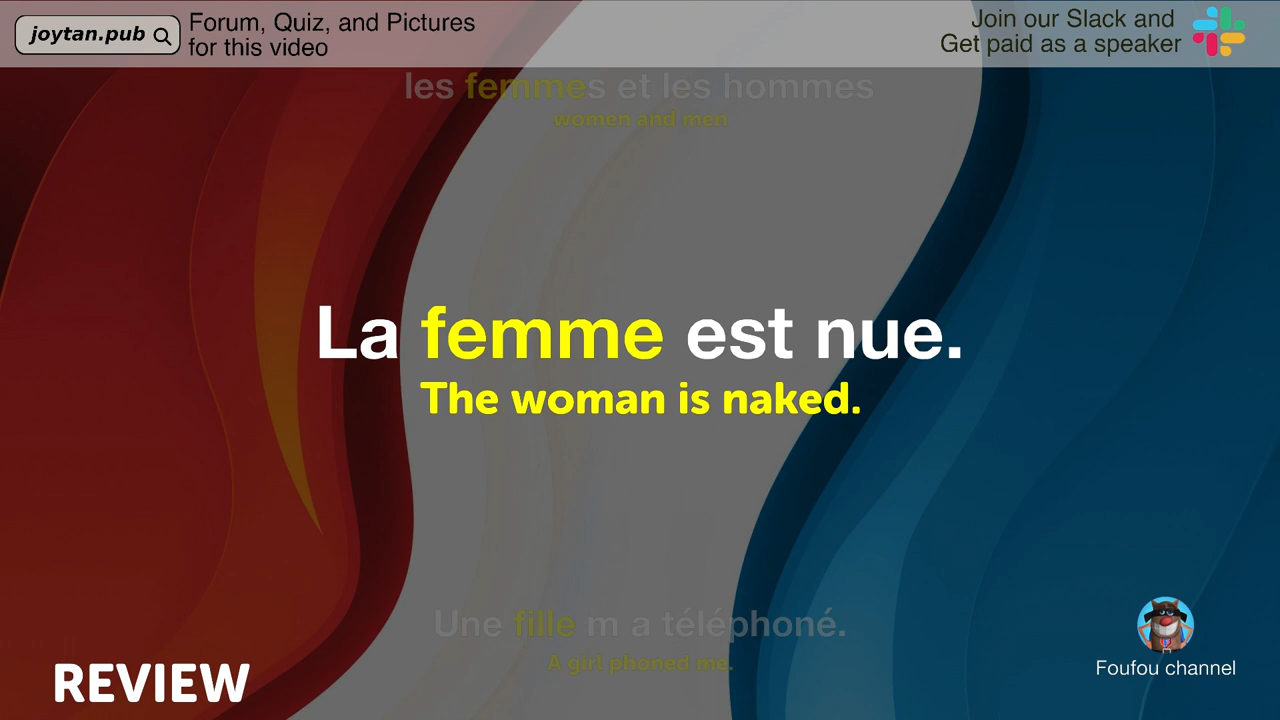 joytan.pub
Forum, Quiz, and Pictures
for this video
Join our Slack and
Get paid as a speaker
les femmes et les hommes
women and men
La femme est nue.
The woman is naked.
Une fille m a téléphoné.
A girl phoned me.
REVIEW
Foufou channel